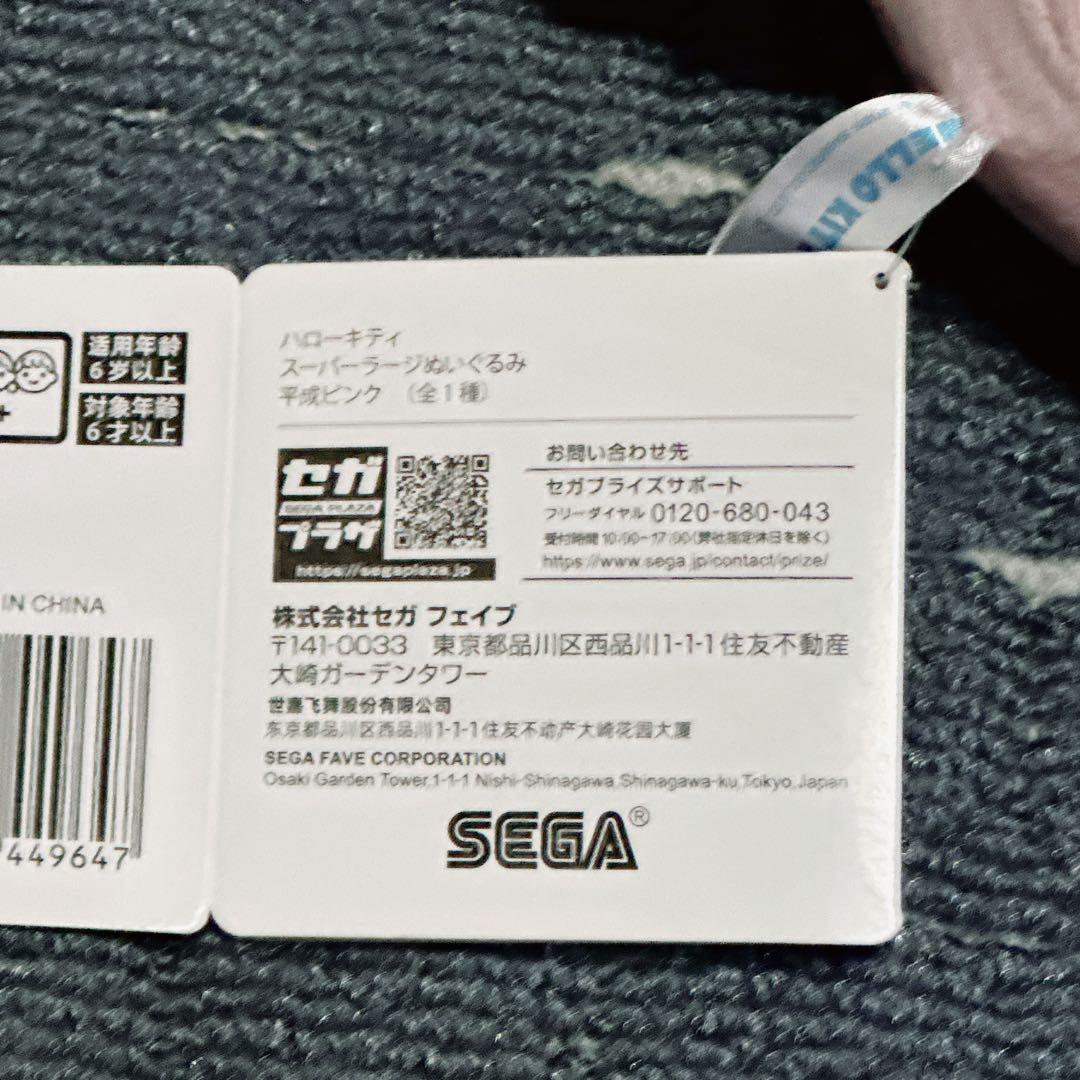 HELLO KIT
适用年龄
6岁以上
対象年齢
6才以上
+
IN CHINA
449647
ハローキティ
スーパーラージぬいぐるみ
平成ピンク （全1種）
セガ
SEGA PLAZA
プラザ
https://segaplaza.jp
お問い合わせ先
セガプライズサポート
フリーダイヤル 0120-680-043
受付時間 10:00~17:00(弊社指定休日を除く)
https://www.sega.jp/contact/prize/
株式会社セガ フェイブ
〒141-0033 東京都品川区西品川1-1-1住友不動産
大崎ガーデンタワー
世嘉飞舞股份有限公司
东京都品川区西品川1-1-1住友不动产大崎花园大厦
SEGA FAVE CORPORATION
Osaki Garden Tower,1-1-1 Nishi-Shinagawa,Shinagawa-ku,Tokyo,Japan
SEGA®